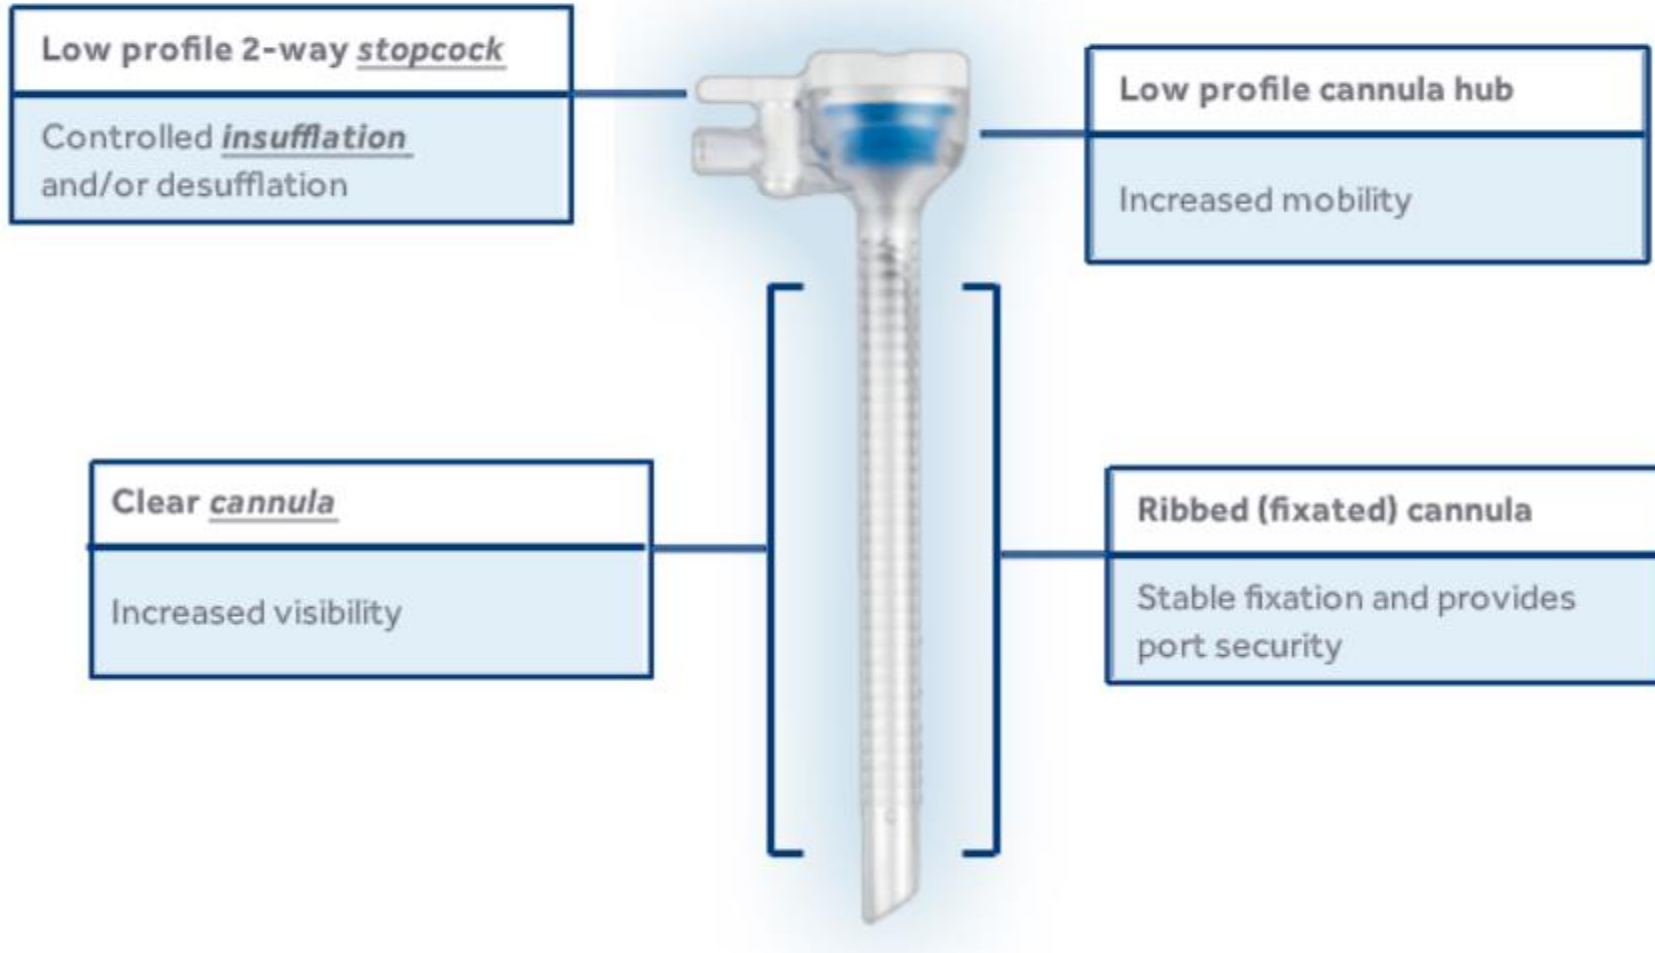 Low profile 2-way stopcock
Controlled insufflation
and/or desufflation
Low profile cannula hub
Increased mobility
Clear cannula
Increased visibility
Ribbed (fixated) cannula
Stable fixation and provides
port security